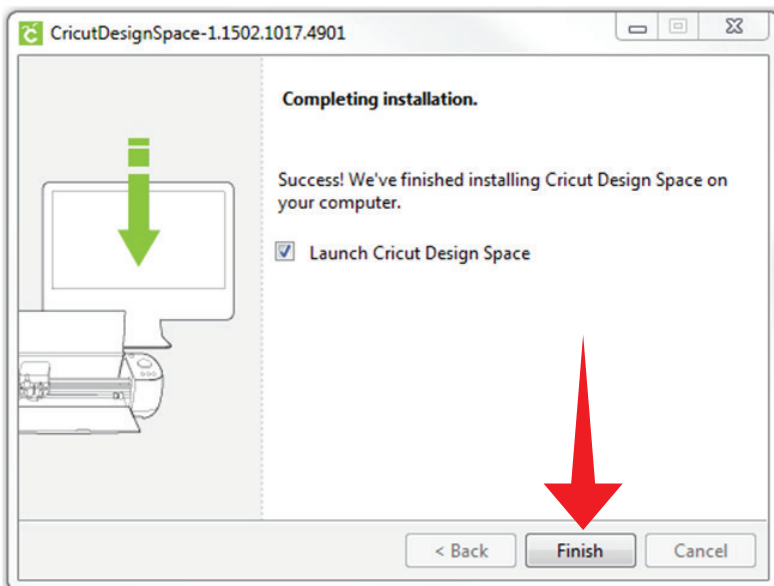 CricutDesignSpace-1.1502.1017.4901
Completing installation.
Success! We've finished installing Cricut Design Space on
your computer.
Launch Cricut Design Space
< Back
Finish
Cancel